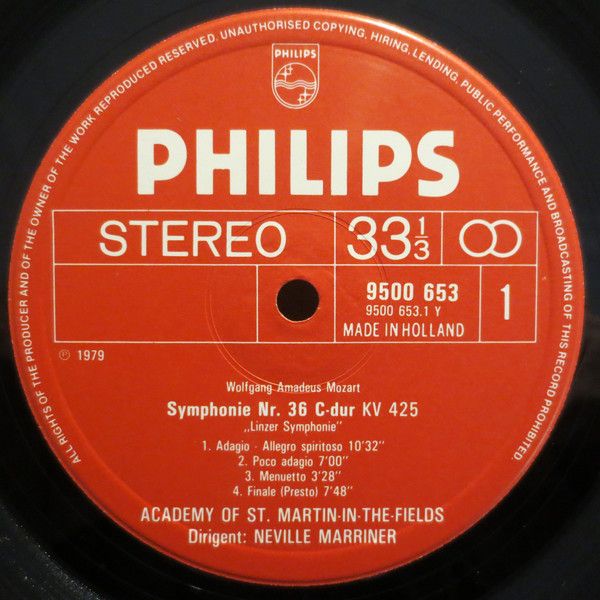 ALL RIGHTS OF THE PRODUCER AND OF THE OWNER OF THE WORK REPRODUCED RESERVED. UNAUTHORISED COPYING, HIRING, LENDING, PUBLIC PERFORMANCE AND BROADCASTING OF THIS RECORD PROHIBITED.
PHILIPS
PHILIPS
STEREO 33 1/3
9500 653 1
9500 653.1 Y
MADE IN HOLLAND
℗ 1979
Wolfgang Amadeus Mozart
Symphonie Nr. 36 C-dur KV 425
„Linzer Symphonie"
1. Adagio - Allegro spiritoso 10'32"
2. Poco adagio 7'00"
3. Menuetto 3'28"
4. Finale (Presto) 7'48"
ACADEMY OF ST. MARTIN-IN-THE-FIELDS
Dirigent: NEVILLE MARRINER